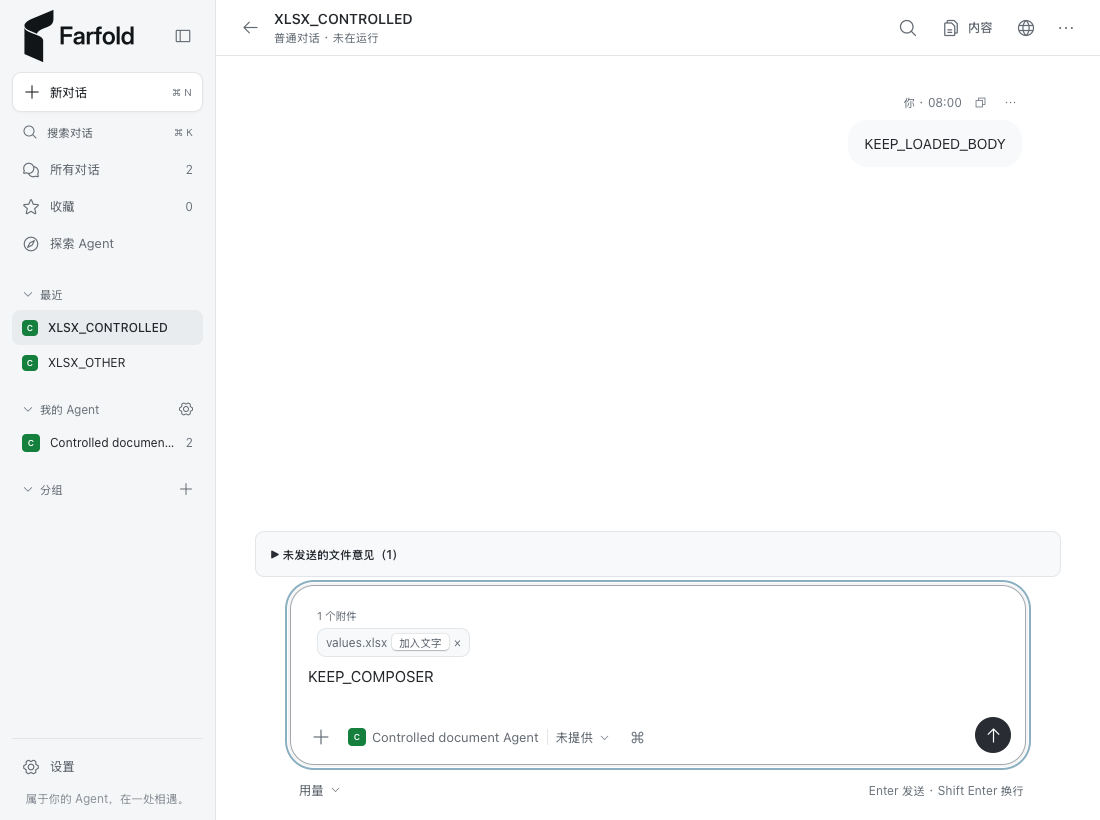 Farfold
新对话 ⌘ N
搜索对话 ⌘ K
所有对话 2
收藏 0
探索 Agent
最近
C XLSX_CONTROLLED
C XLSX_OTHER
我的 Agent
C Controlled documen... 2
分组
设置
属于你的 Agent，在一处相遇。
XLSX_CONTROLLED
普通对话 · 未在运行
内容
你 · 08:00
KEEP_LOADED_BODY
未发送的文件意见（1）
1 个附件
values.xlsx 加入文字 ×
KEEP_COMPOSER
C Controlled document Agent 未提供 ⌘
用量
Enter 发送 · Shift Enter 换行